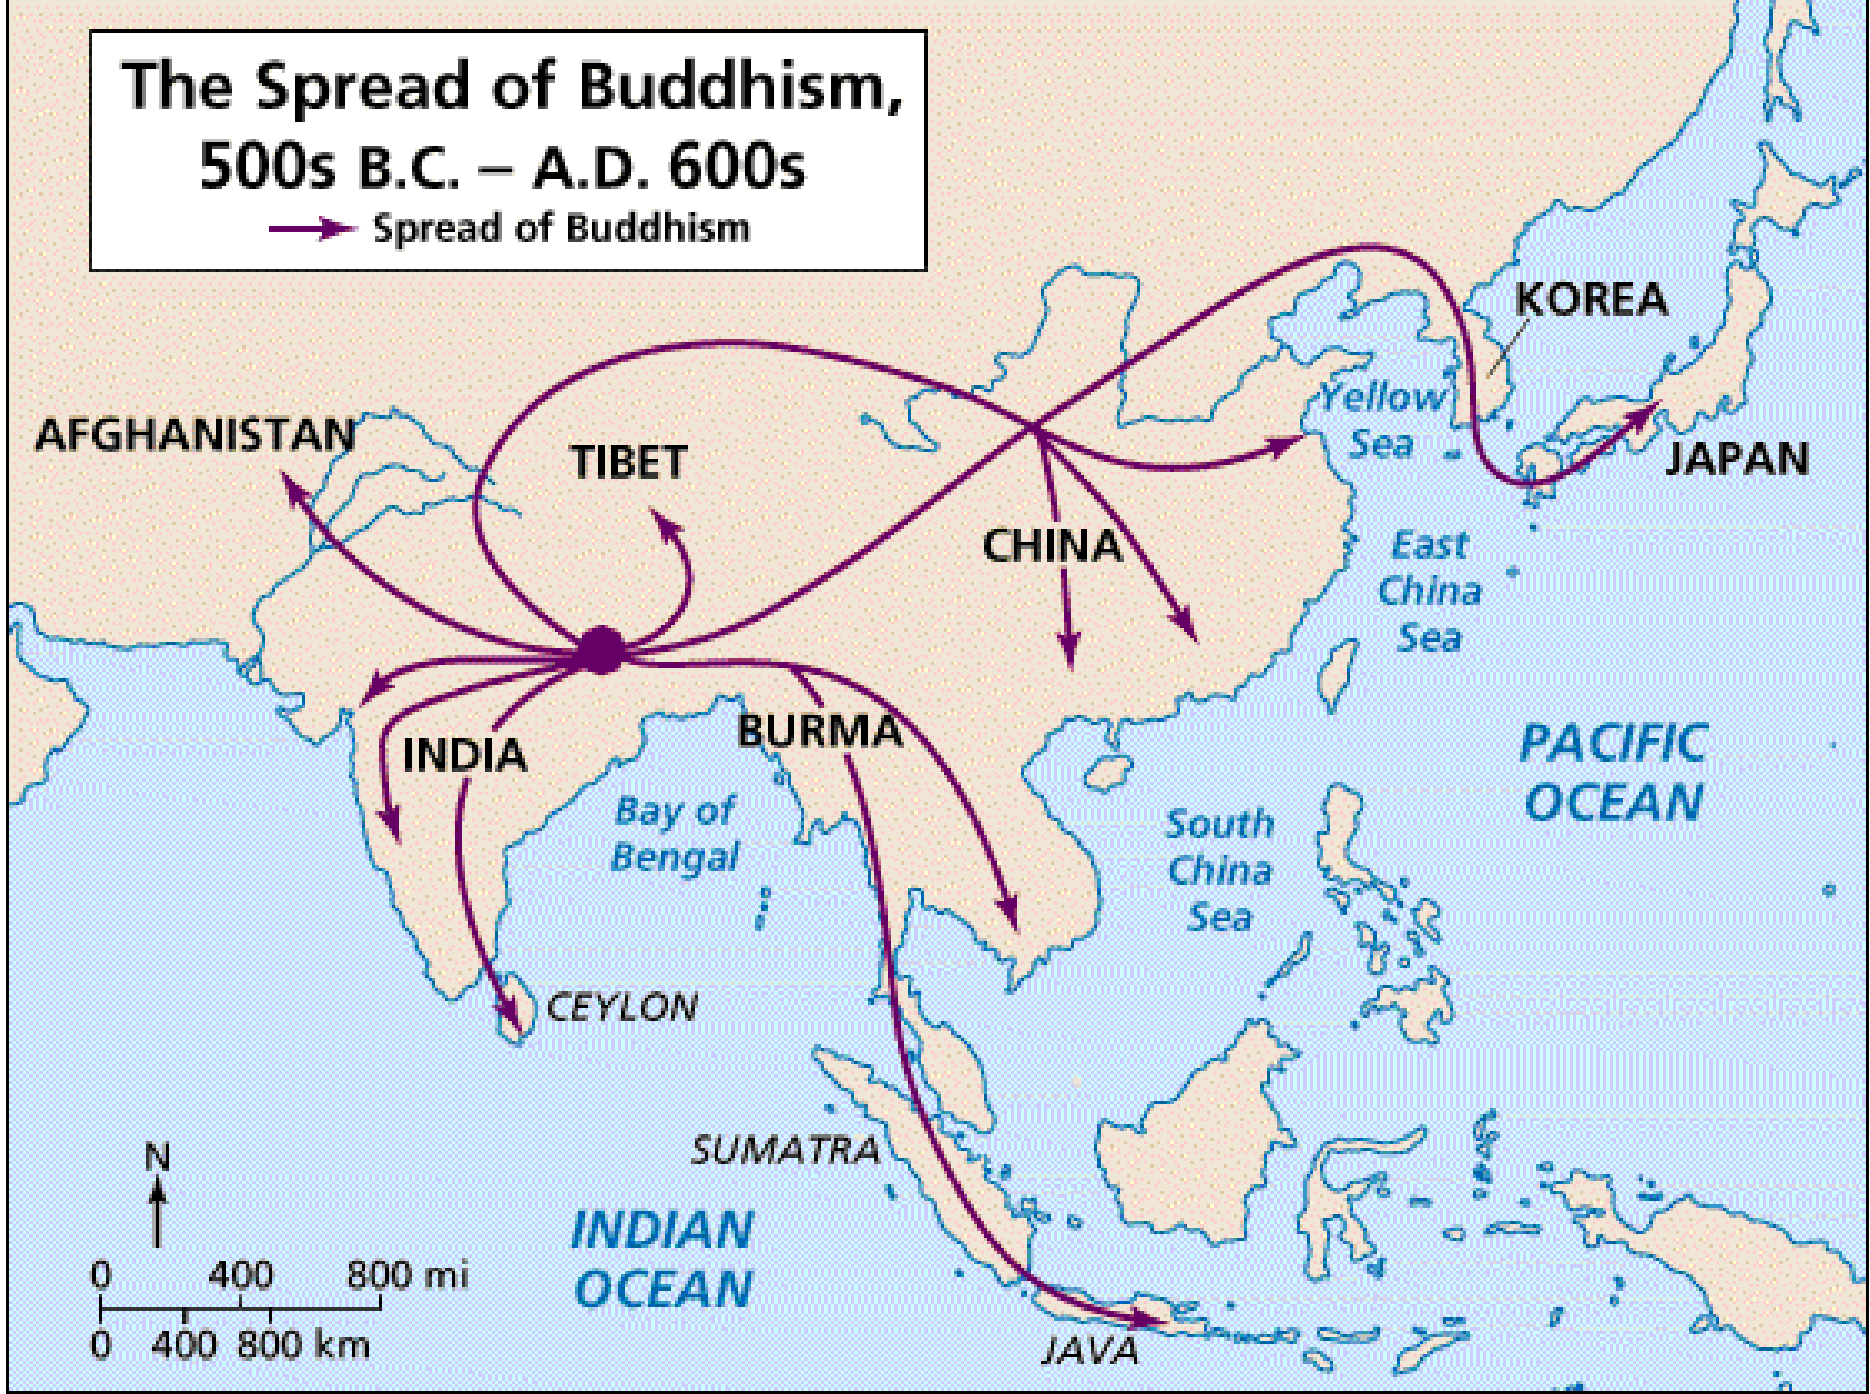 The Spread of Buddhism,
500s B.C. – A.D. 600s
Spread of Buddhism
KOREA
AFGHANISTAN
TIBET
Yellow
Sea
JAPAN
CHINA
East
China
Sea
INDIA
BURMA
Bay of
Bengal
South
China
Sea
PACIFIC
OCEAN
CEYLON
SUMATRA
N
INDIAN
OCEAN
0 400 800 mi
0 400 800 km
JAVA